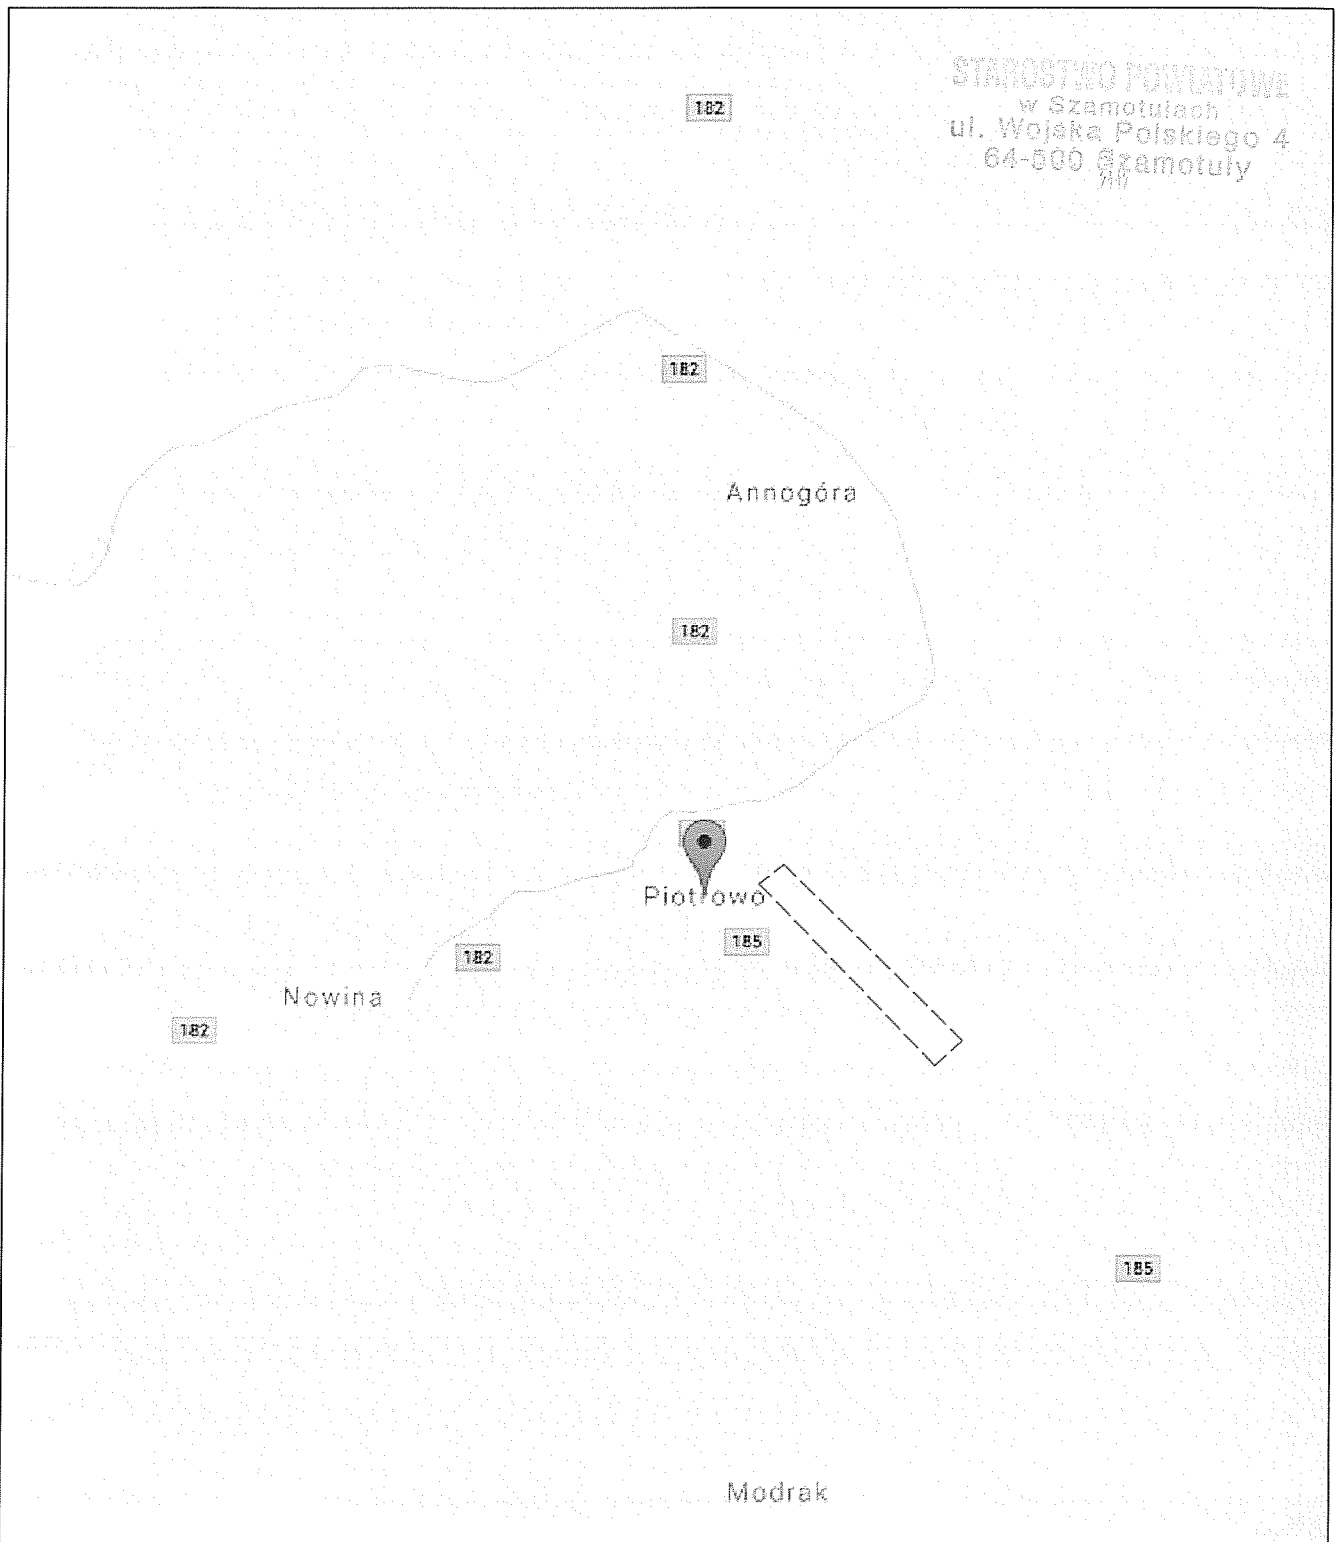 STAROSTWO POWIATOWE
w Szamotułach
ul. Wojska Polskiego 4
64-500 Szamotuły
182
182
Annogóra
182
Piotrowo
185
182
Nowina
182
185
Modrak